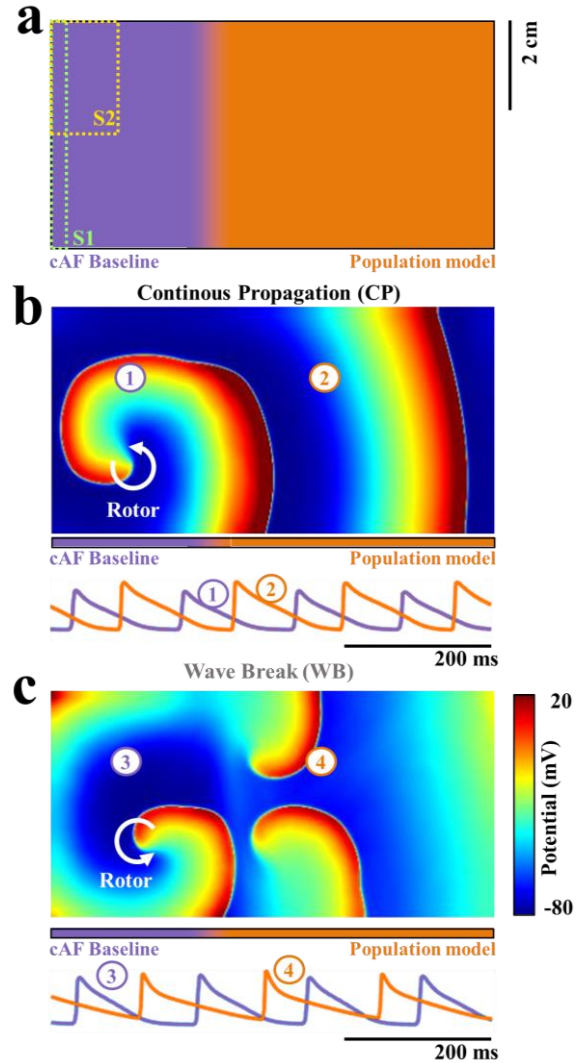 a
S2
S1
2 cm
cAF Baseline Population model
b Continous Propagation (CP)
1 2
Rotor
cAF Baseline Population model
1 2
200 ms
c Wave Break (WB)
3 4
Rotor
20
Potential (mV)
-80
cAF Baseline Population model
3 4
200 ms